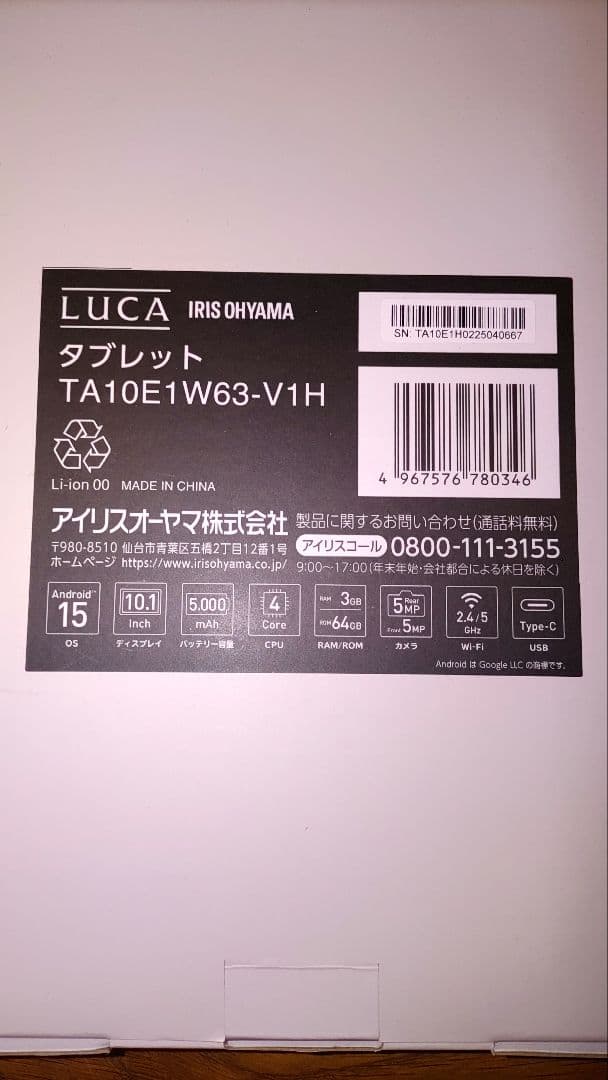 LUCA IRIS OHYAMA
タブレット
TA10E1W63-V1H
SN: TA10E1H0225040667
4 967576 780346
Li-ion 00 MADE IN CHINA
アイリスオーヤマ株式会社
〒980-8510 仙台市青葉区五橋2丁目12番1号
ホームページ https://www.irisohyama.co.jp/
製品に関するお問い合わせ(通話料無料)
アイリスコール 0800-111-3155
9:00~17:00(年末年始・会社都合による休日を除く)
Android™
15
OS
10.1
Inch
ディスプレイ
5.000
mAh
バッテリー容量
4
Core
CPU
RAM 3GB
ROM 64GB
RAM/ROM
5 Rear
MP
Front 5MP
カメラ
2.4/5
GHz
Wi-Fi
Type-C
USB
Android は Google LLC の商標です。